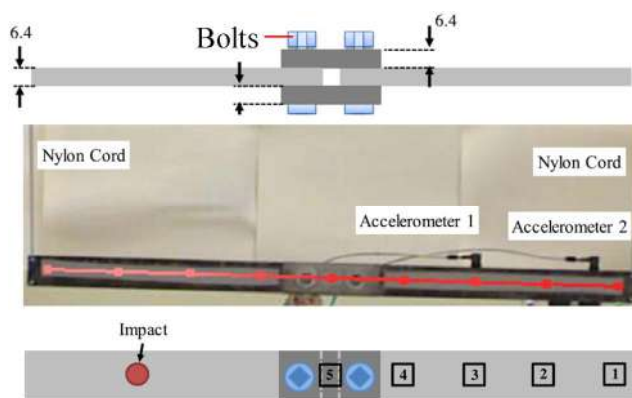 6.4
Bolts
6.4
Nylon Cord
Nylon Cord
Accelerometer 1
Accelerometer 2
Impact
5
4
3
2
1